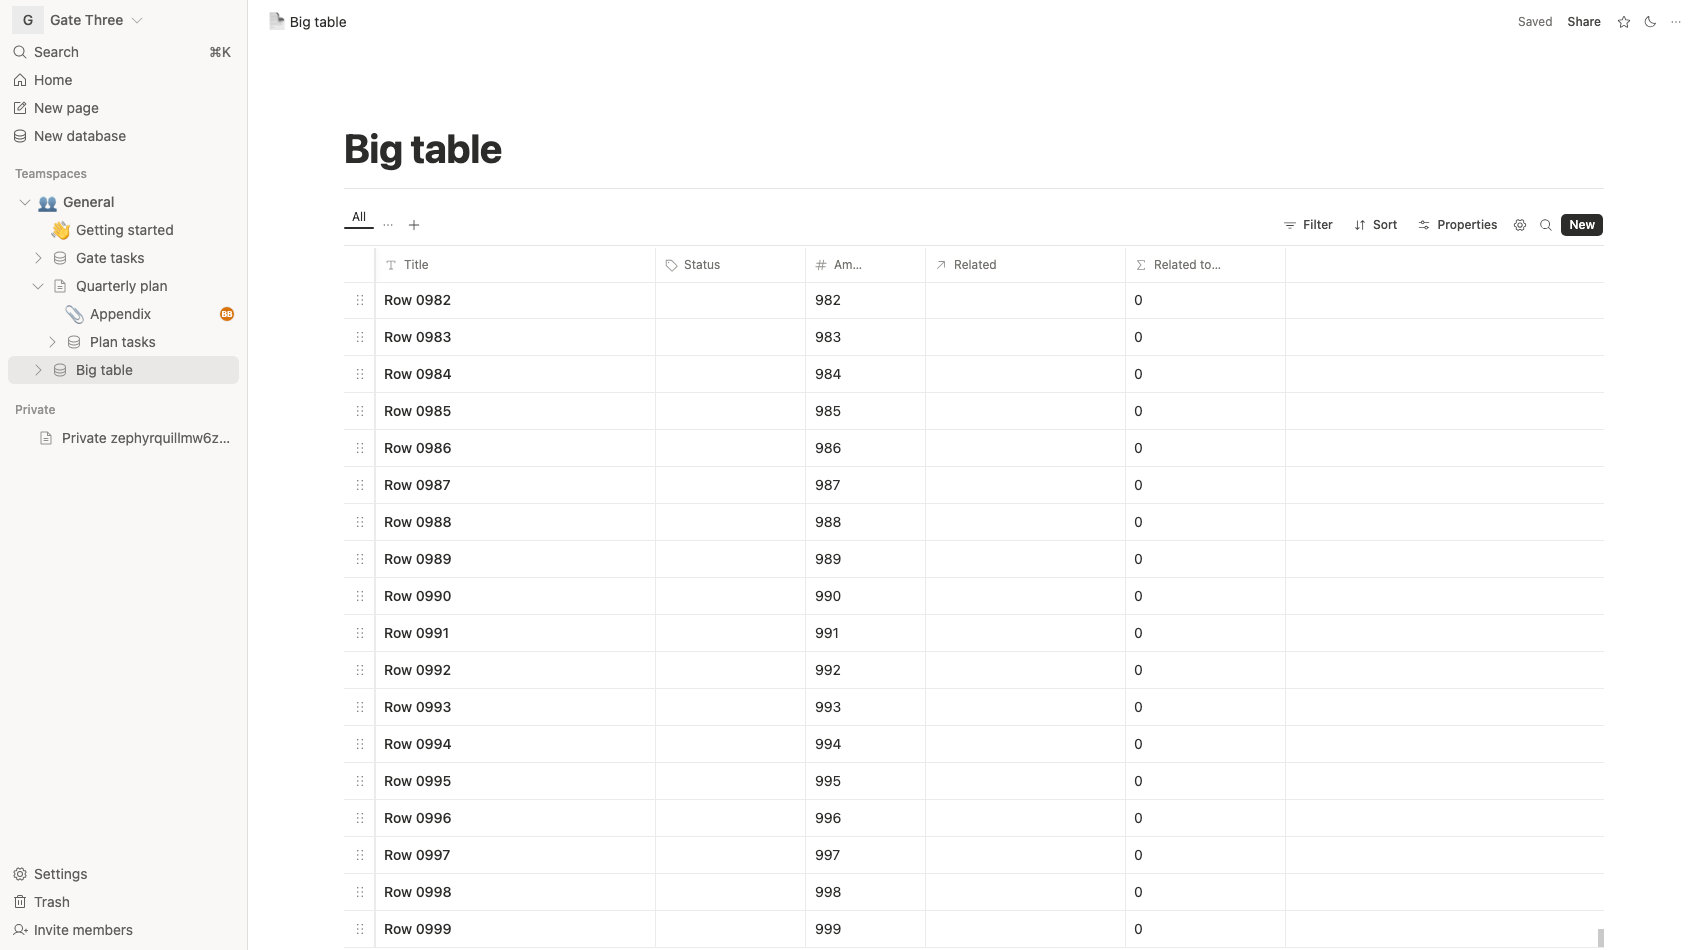 G Gate Three
Search ⌘K
Home
New page
New database
Teamspaces
General
Getting started
Gate tasks
Quarterly plan
Appendix BB
Plan tasks
Big table
Private
Private zephyrquillmw6z...
Settings
Trash
Invite members
Big table
Saved Share
Big table
All
Filter Sort Properties New
Title Status Am... Related Related to...
Row 0982 982 0
Row 0983 983 0
Row 0984 984 0
Row 0985 985 0
Row 0986 986 0
Row 0987 987 0
Row 0988 988 0
Row 0989 989 0
Row 0990 990 0
Row 0991 991 0
Row 0992 992 0
Row 0993 993 0
Row 0994 994 0
Row 0995 995 0
Row 0996 996 0
Row 0997 997 0
Row 0998 998 0
Row 0999 999 0